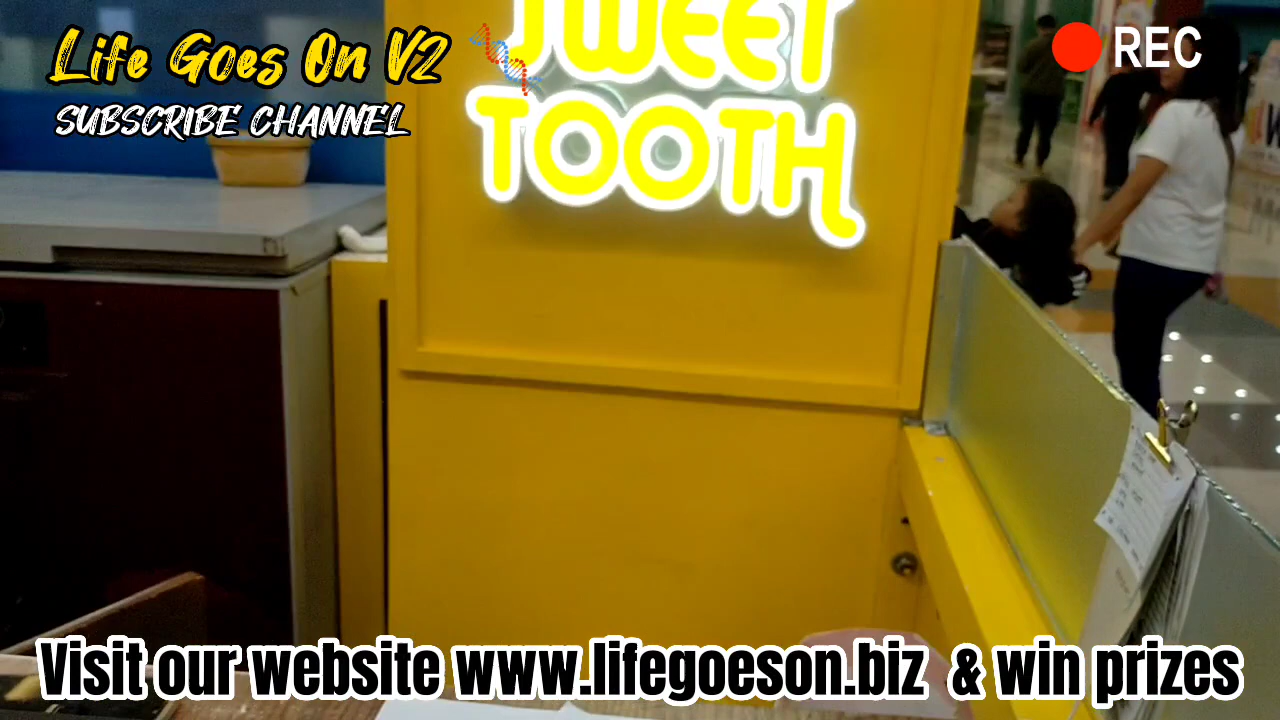 Life Goes On V2
SUBSCRIBE CHANNEL
SWEET
TOOTH
REC
Visit our website www.lifegoeson.biz & win prizes